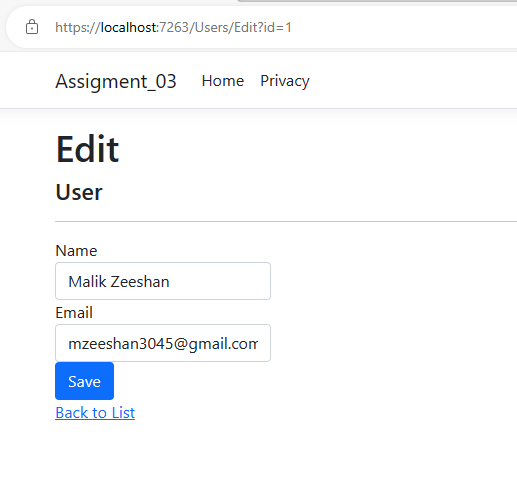 https://localhost:7263/Users/Edit?id=1
Assigment_03 Home Privacy
Edit
User
Name
Malik Zeeshan
Email
mzeeshan3045@gmail.com
Save
Back to List